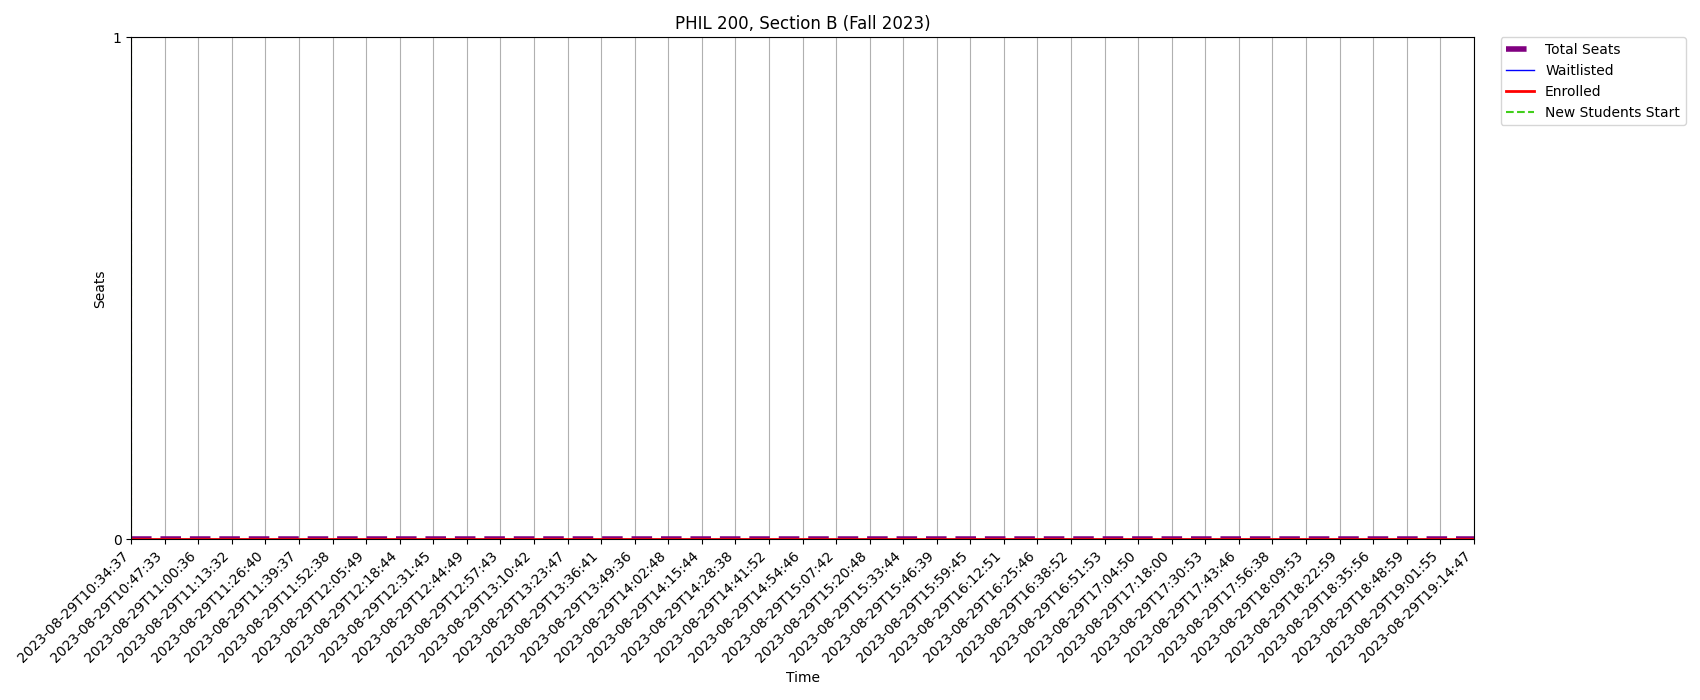 PHIL 200, Section B (Fall 2023)
1
Total Seats
Waitlisted
Enrolled
New Students Start
Seats
0
2023-08-29T10:34:37
2023-08-29T10:47:33
2023-08-29T11:00:36
2023-08-29T11:13:32
2023-08-29T11:26:40
2023-08-29T11:39:37
2023-08-29T11:52:38
2023-08-29T12:05:49
2023-08-29T12:18:44
2023-08-29T12:31:45
2023-08-29T12:44:49
2023-08-29T12:57:43
2023-08-29T13:10:42
2023-08-29T13:23:47
2023-08-29T13:36:41
2023-08-29T13:49:36
2023-08-29T14:02:48
2023-08-29T14:15:44
2023-08-29T14:28:38
2023-08-29T14:41:52
2023-08-29T14:54:46
2023-08-29T15:07:42
2023-08-29T15:20:48
2023-08-29T15:33:44
2023-08-29T15:46:39
2023-08-29T15:59:45
2023-08-29T16:12:51
2023-08-29T16:25:46
2023-08-29T16:38:52
2023-08-29T16:51:53
2023-08-29T17:04:50
2023-08-29T17:18:00
2023-08-29T17:30:53
2023-08-29T17:43:46
2023-08-29T17:56:38
2023-08-29T18:09:53
2023-08-29T18:22:59
2023-08-29T18:35:56
2023-08-29T18:48:59
2023-08-29T19:01:55
2023-08-29T19:14:47
Time